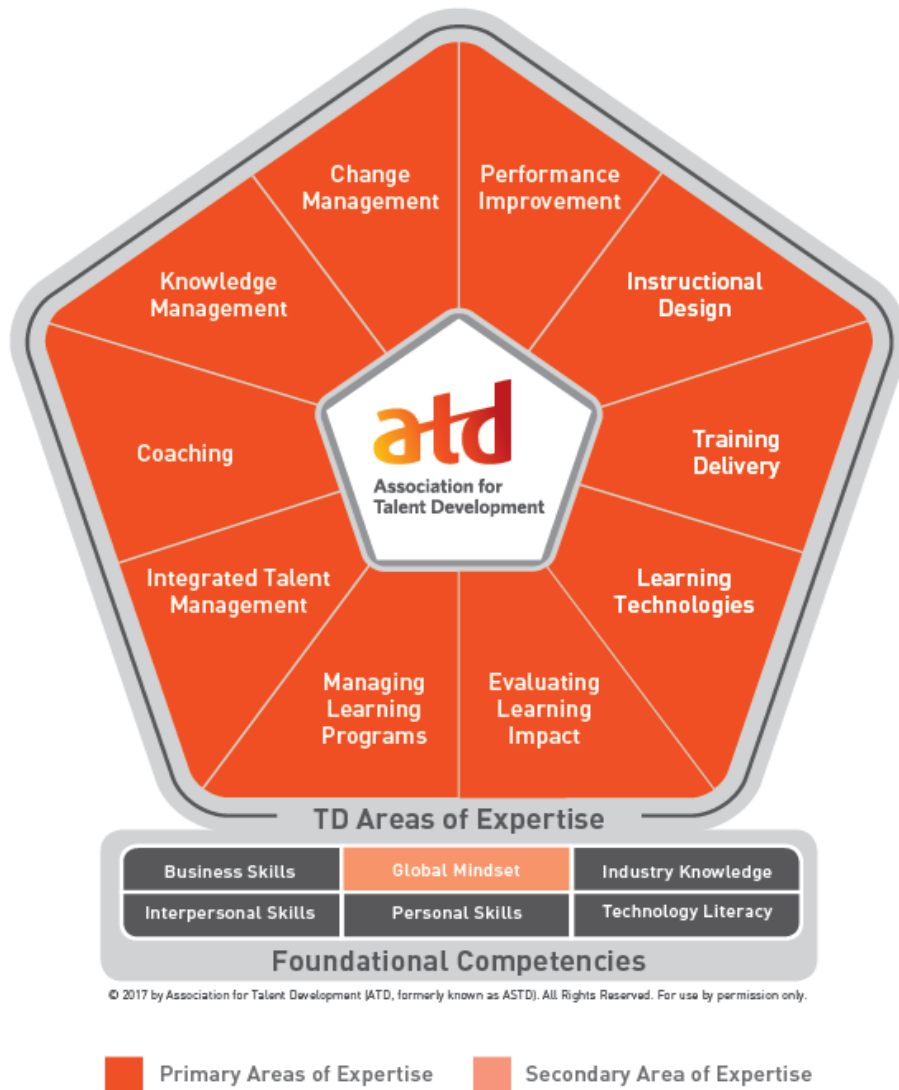 Change
Management
Performance
Improvement
Knowledge
Management
Instructional
Design
Coaching
Training
Delivery
atd
Association for
Talent Development
Integrated Talent
Management
Learning
Technologies
Managing
Learning
Programs
Evaluating
Learning
Impact
TD Areas of Expertise
Business Skills
Global Mindset
Industry Knowledge
Interpersonal Skills
Personal Skills
Technology Literacy
Foundational Competencies
© 2017 by Association for Talent Development (ATD, formerly known as ASTD). All Rights Reserved. For use by permission only.
Primary Areas of Expertise
Secondary Area of Expertise